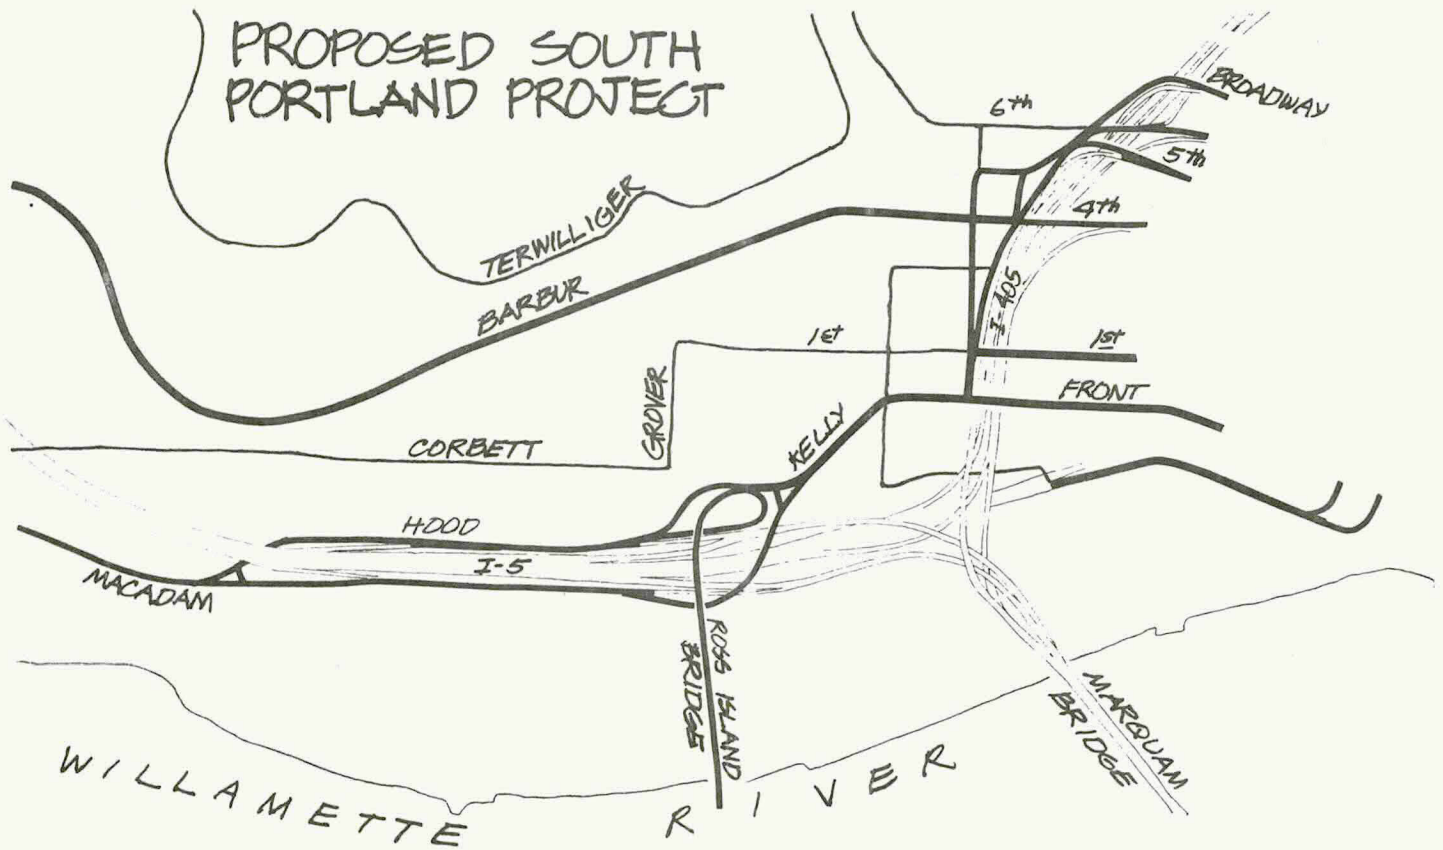 PROPOSED SOUTH
PORTLAND PROJECT
BROADWAY
6th
5th
4th
TERWILLIGER
BARBUR
I-405
1st
1st
FRONT
GROVER
KELLY
CORBETT
HOOD
I-5
MACADAM
ROSS ISLAND
BRIDGE
MARQUAM
BRIDGE
WILLAMETTE RIVER